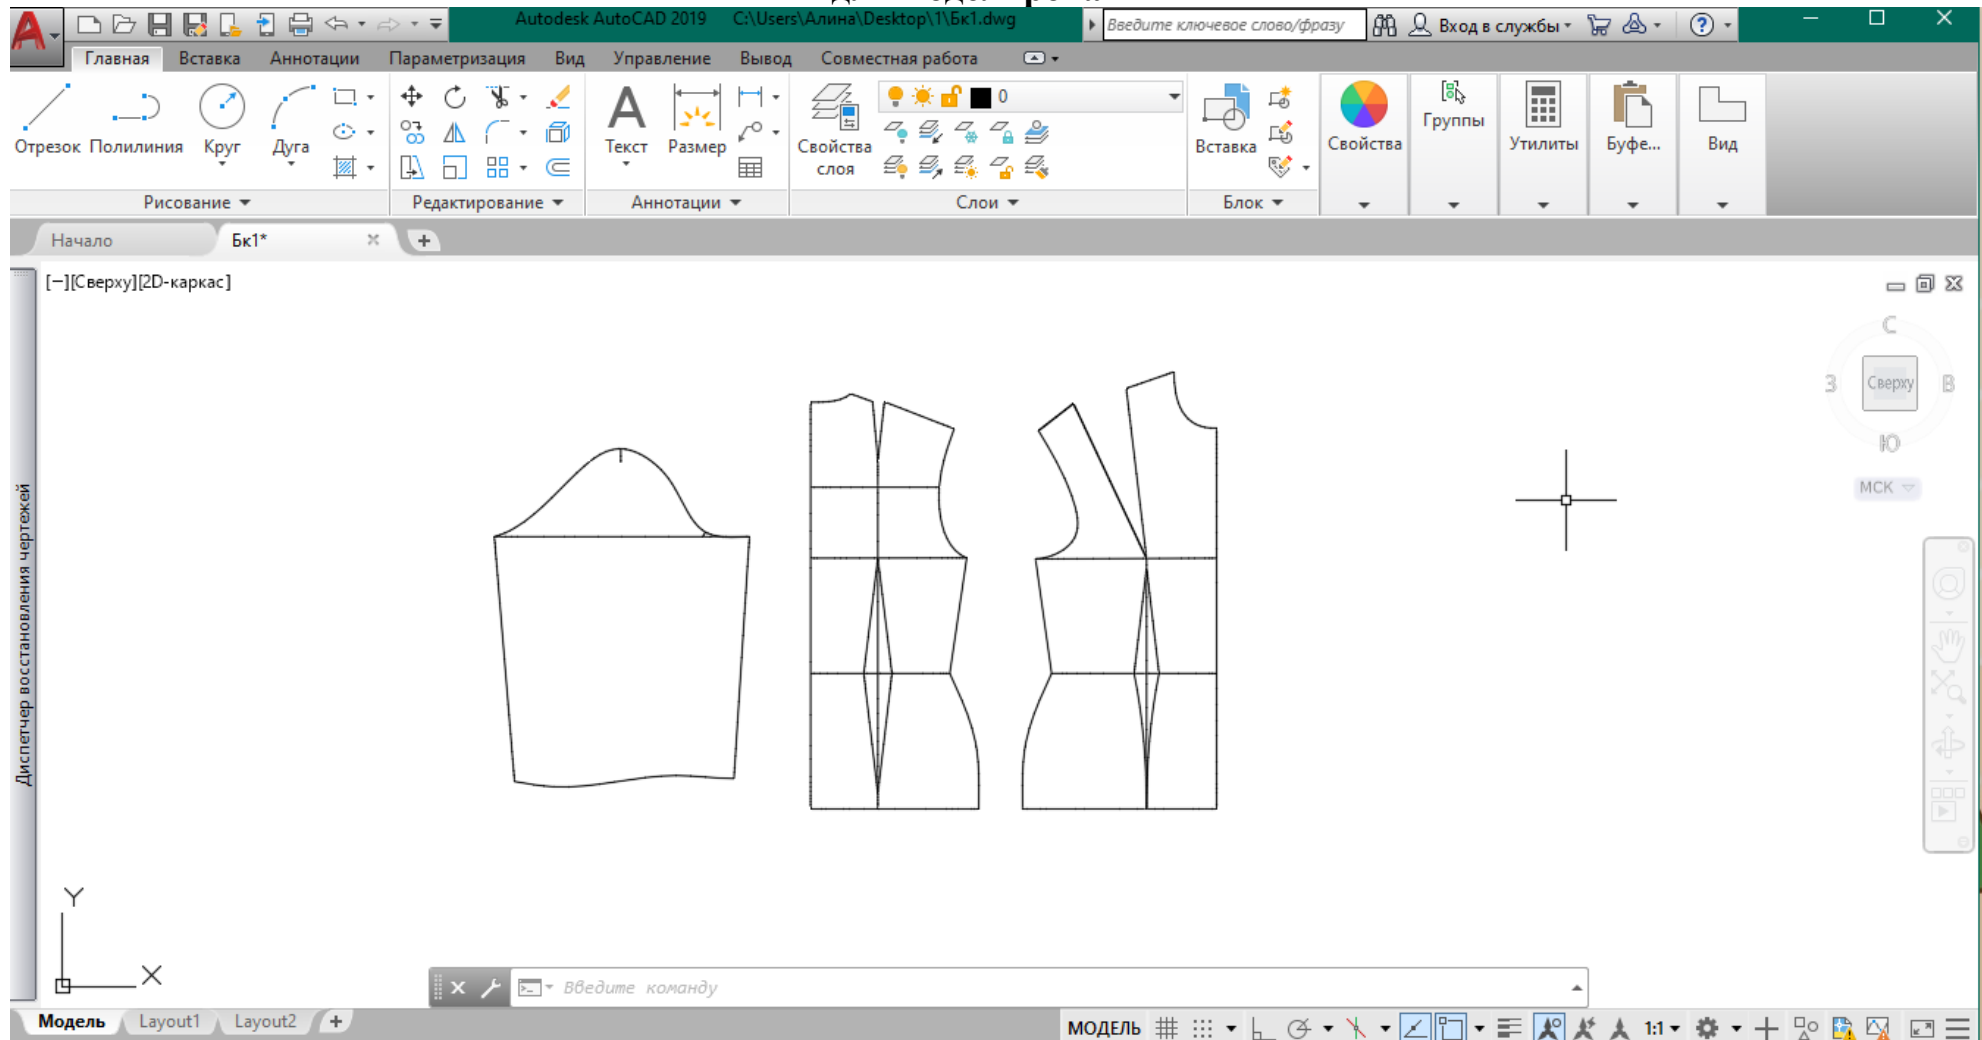 Autodesk AutoCAD 2019 C:\Users\Алина\Desktop\1\Бк1.dwg
Введите ключевое слово/фразу
Вход в службы
Главная Вставка Аннотации Параметризация Вид Управление Вывод Совместная работа
0
Отрезок Полилиния Круг Дуга
Текст Размер
Свойства слоя
Вставка
Свойства
Группы
Утилиты
Буфе...
Вид
Рисование Редактирование Аннотации Слои Блок
Начало Бк1*
[−][Сверху][2D-каркас]
С
З Сверху В
Ю
МСК
Диспетчер восстановления чертежей
Y
X
Введите команду
Модель Layout1 Layout2
МОДЕЛЬ 1:1